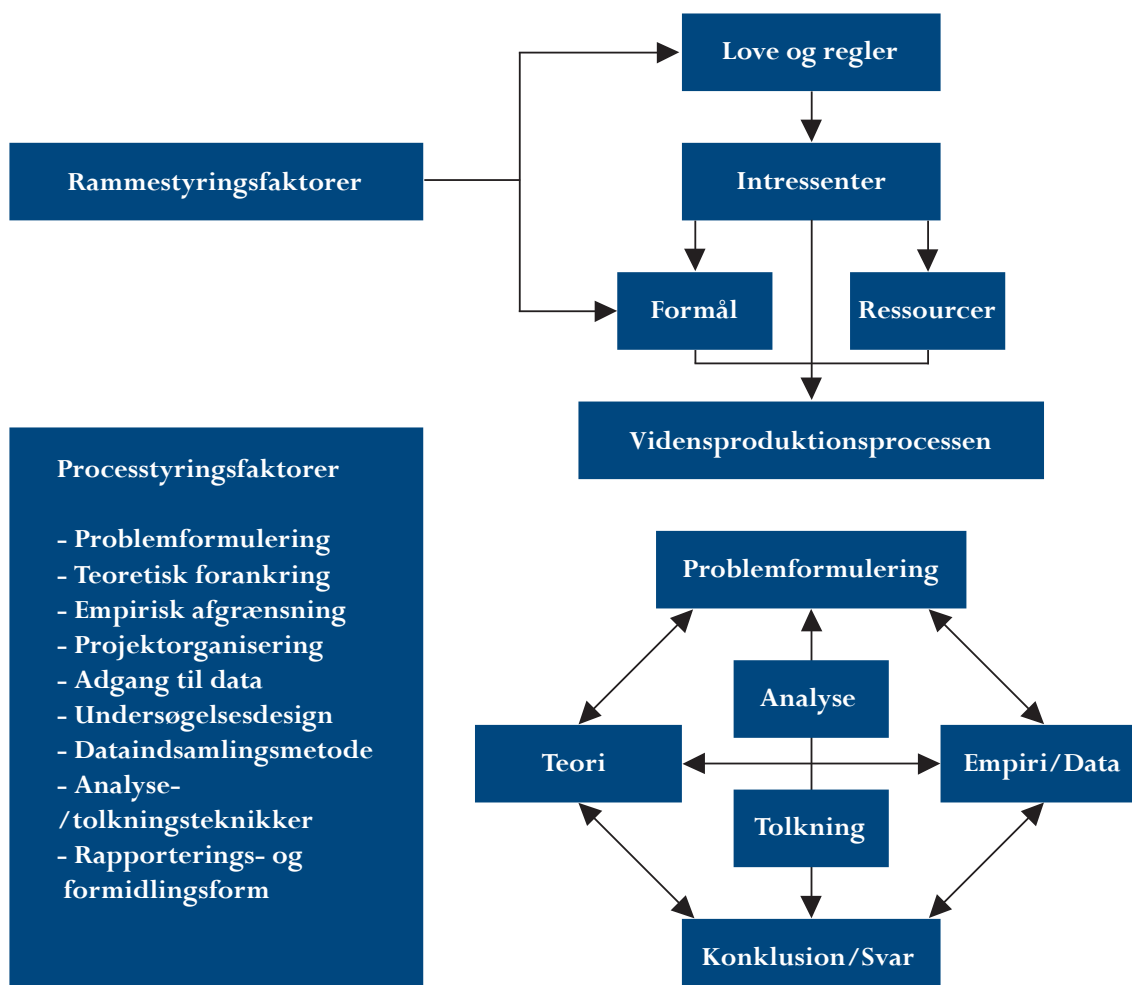 Love og regler
Rammestyringsfaktorer
Intressenter
Formål
Ressourcer
Vidensproduktionsprocessen
Processtyringsfaktorer
- Problemformulering
- Teoretisk forankring
- Empirisk afgrænsning
- Projektorganisering
- Adgang til data
- Undersøgelsesdesign
- Dataindsamlingsmetode
- Analyse-
/tolkningsteknikker
- Rapporterings- og
formidlingsform
Problemformulering
Analyse
Teori
Empiri/Data
Tolkning
Konklusion/Svar